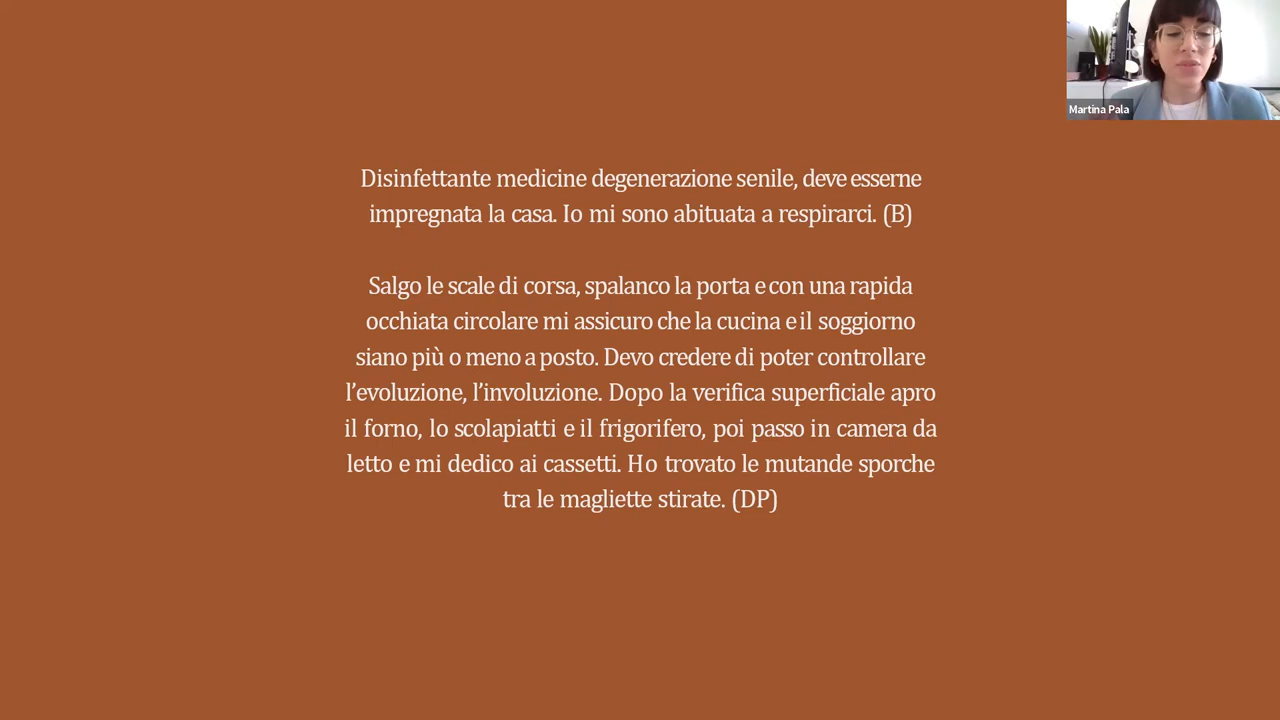 Martina Pala
Disinfettante medicine degenerazione senile, deve esserne
impregnata la casa. Io mi sono abituata a respirarci. (B)
Salgo le scale di corsa, spalanco la porta e con una rapida
occhiata circolare mi assicuro che la cucina e il soggiorno
siano più o meno a posto. Devo credere di poter controllare
l’evoluzione, l’involuzione. Dopo la verifica superficiale apro
il forno, lo scolapiatti e il frigorifero, poi passo in camera da
letto e mi dedico ai cassetti. Ho trovato le mutande sporche
tra le magliette stirate. (DP)